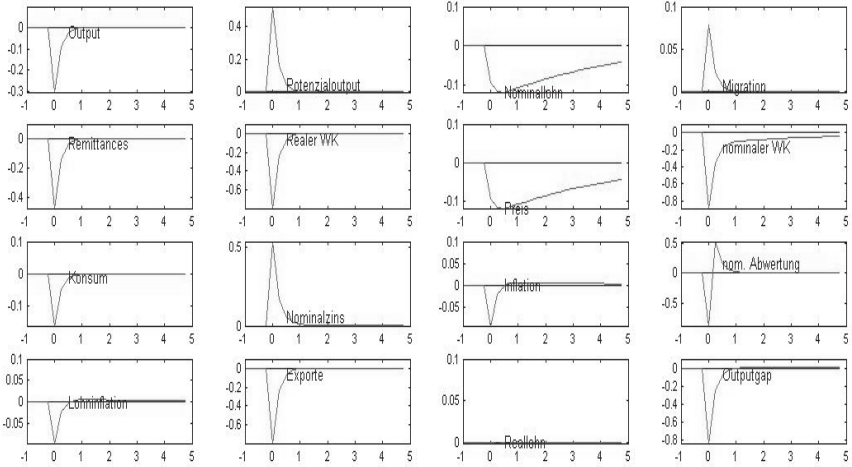 0
-0.1
-0.2
-0.3
Output
-1 0 1 2 3 4 5
0.4
0.2
0
Potenzialoutput
-1 0 1 2 3 4 5
0.1
0
-0.1
Nominallohn
-1 0 1 2 3 4 5
0.1
0.05
0
Migration
-1 0 1 2 3 4 5
0
-0.2
-0.4
Remittances
-1 0 1 2 3 4 5
0
-0.2
-0.4
-0.6
Realer WK
-1 0 1 2 3 4 5
0.1
0
-0.1
Preis
-1 0 1 2 3 4 5
0
-0.2
-0.4
-0.6
-0.8
nominaler WK
-1 0 1 2 3 4 5
0.1
0
-0.1
Konsum
-1 0 1 2 3 4 5
0.5
0
Nominalzins
-1 0 1 2 3 4 5
0.1
0.05
0
-0.05
Inflation
-1 0 1 2 3 4 5
0.5
0
-0.5
nom. Abwertung
-1 0 1 2 3 4 5
0.1
0.05
0
-0.05
Lohninflation
-1 0 1 2 3 4 5
0
-0.2
-0.4
-0.6
Exporte
-1 0 1 2 3 4 5
0.1
0.05
0
Reallohn
-1 0 1 2 3 4 5
0
-0.2
-0.4
-0.6
-0.8
Outputgap
-1 0 1 2 3 4 5